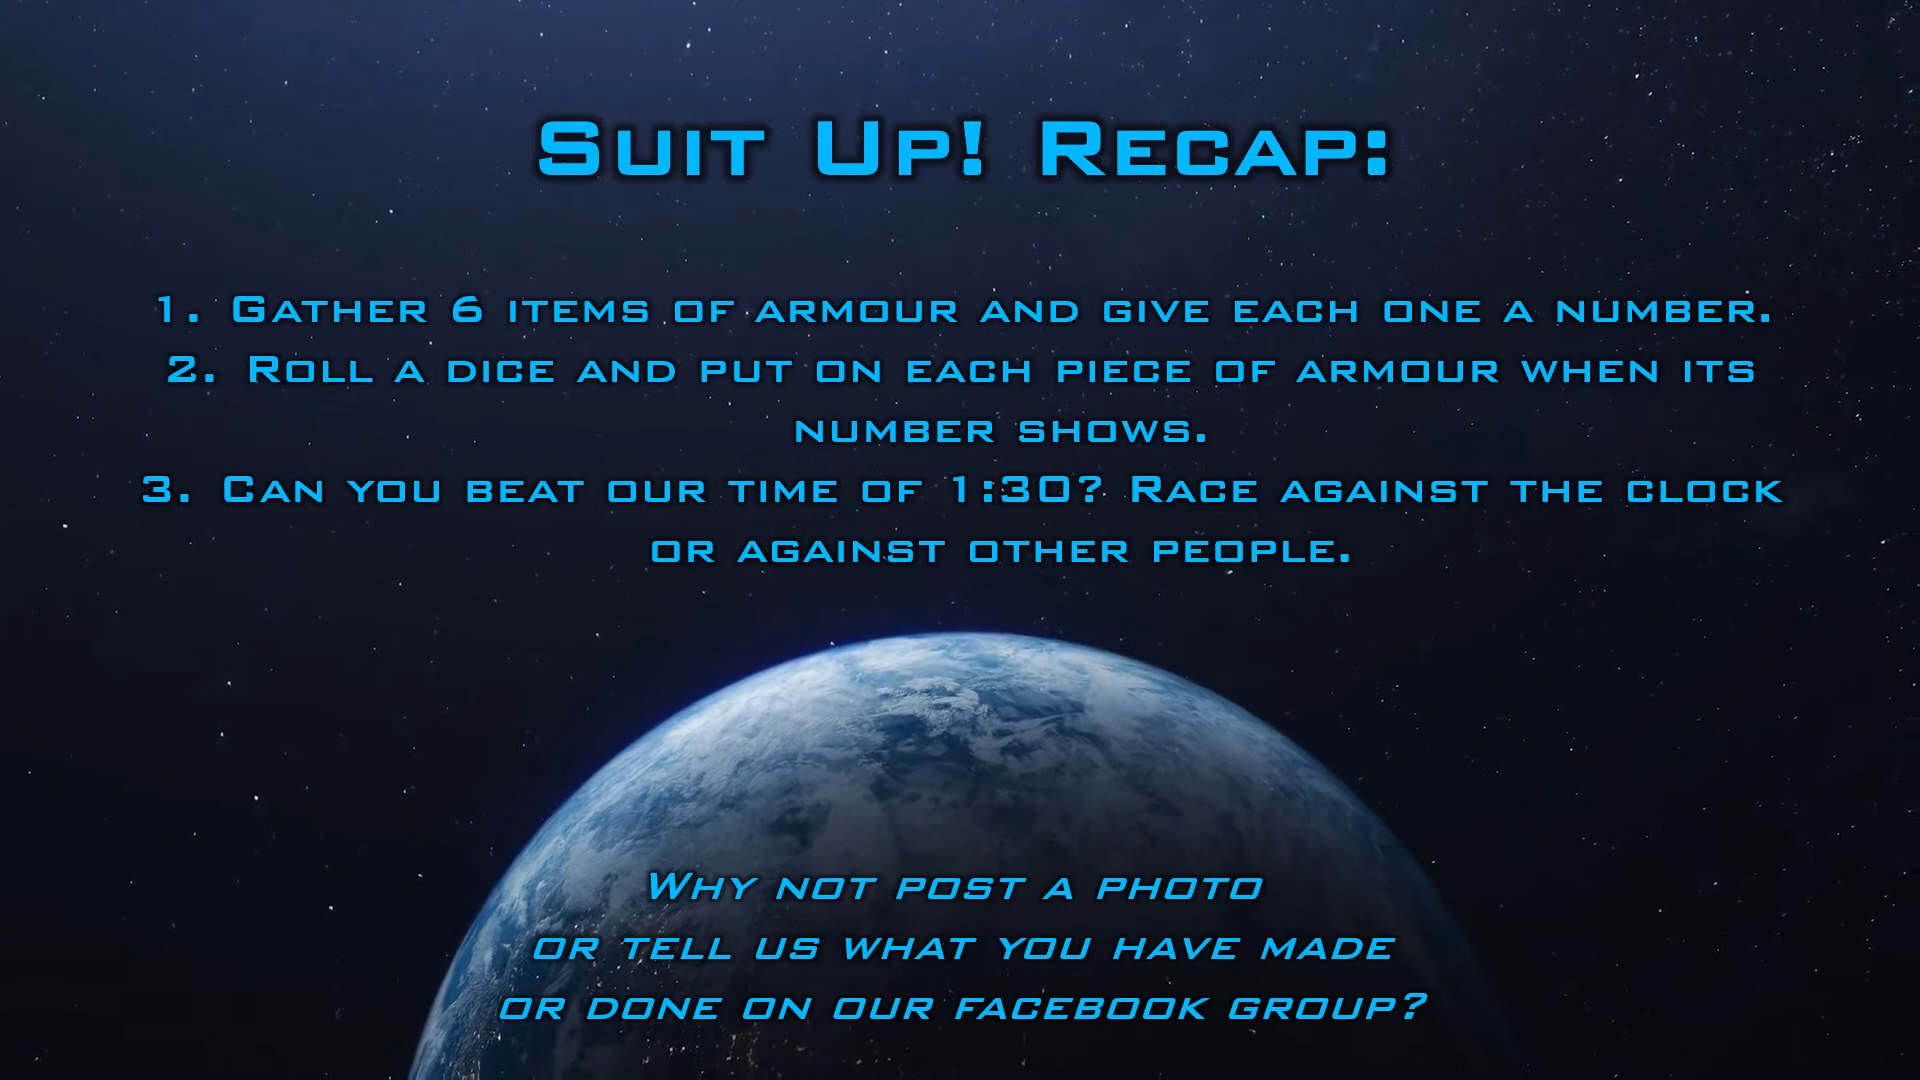 Suit Up! Recap:
1. Gather 6 items of armour and give each one a number.
2. Roll a dice and put on each piece of armour when its
number shows.
3. Can you beat our time of 1:30? Race against the clock
or against other people.
Why not post a photo
or tell us what you have made
or done on our facebook group?